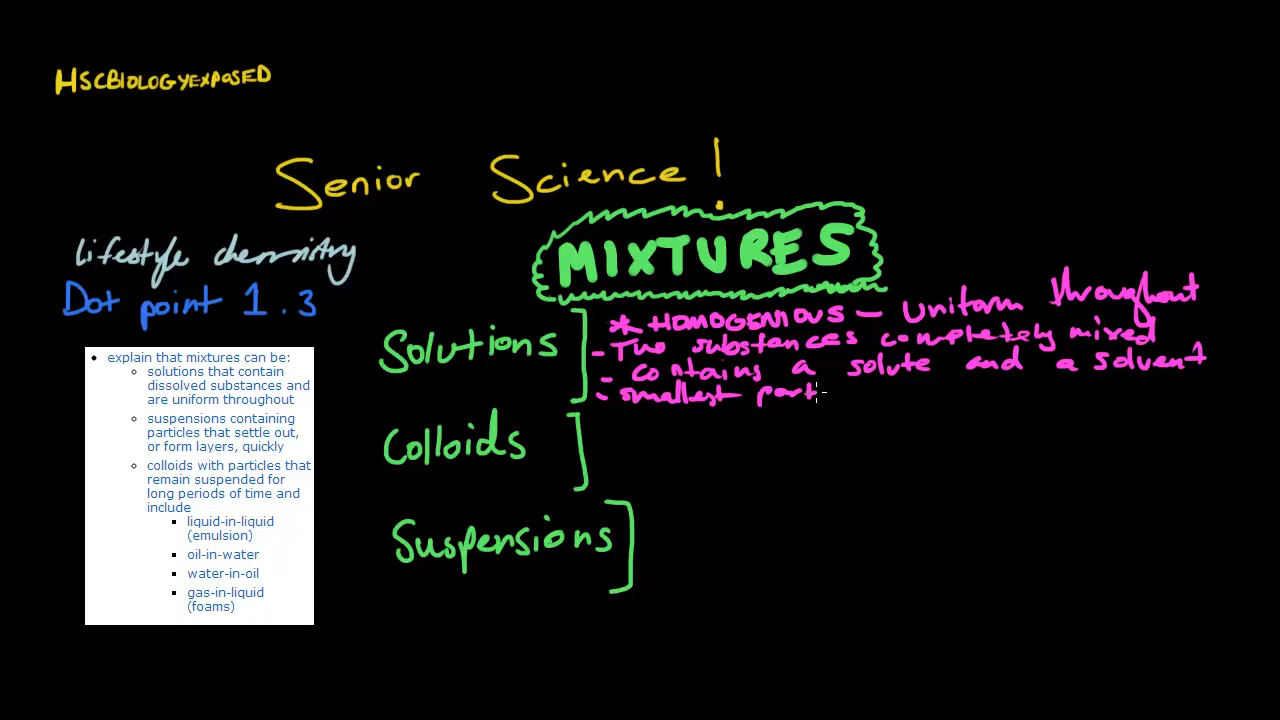 HSCBIOLOGYEXPOSED
Senior Science!
Lifestyle chemistry
Dot point 1.3
explain that mixtures can be:
solutions that contain
dissolved substances and
are uniform throughout
suspensions containing
particles that settle out,
or form layers, quickly
colloids with particles that
remain suspended for
long periods of time and
include
liquid-in-liquid
(emulsion)
oil-in-water
water-in-oil
gas-in-liquid
(foams)
MIXTURES
Solutions
* HOMOGENIOUS - Uniform throughout
- Two substances completely mixed
- contains a solute and a solvent
- smallest part
Colloids
Suspensions